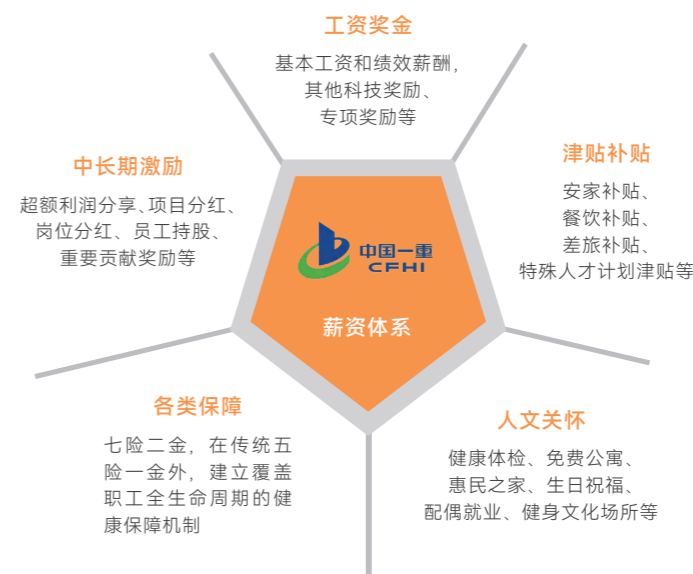 工资奖金
基本工资和绩效薪酬，
其他科技奖励、
专项奖励等
中长期激励
超额利润分享、项目分红、
岗位分红、员工持股、
重要贡献奖励等
津贴补贴
安家补贴、
餐饮补贴、
差旅补贴、
特殊人才计划津贴等
中国一重
CFHI
薪资体系
各类保障
七险二金，在传统五
险一金外，建立覆盖
职工全生命周期的健
康保障机制
人文关怀
健康体检、免费公寓、
惠民之家、生日祝福、
配偶就业、健身文化场所等